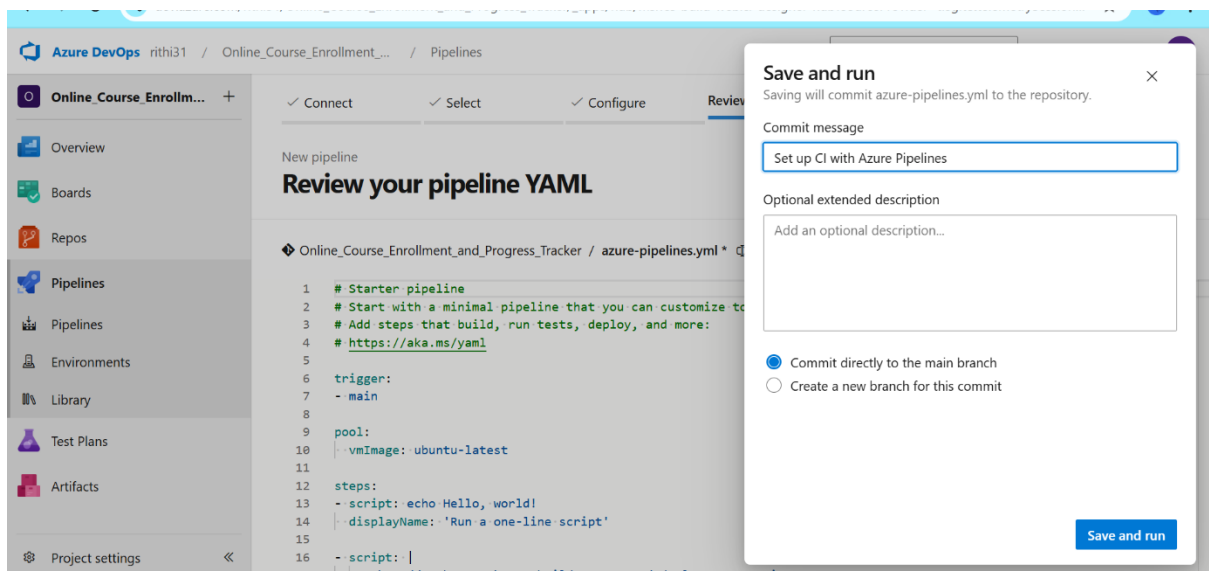 Azure DevOps rithi31 / Online_Course_Enrollment_... / Pipelines
O Online_Course_Enrollm... +
Overview
Boards
Repos
Pipelines
Pipelines
Environments
Library
Test Plans
Artifacts
Project settings
Connect Select Configure Review
New pipeline
Review your pipeline YAML
Online_Course_Enrollment_and_Progress_Tracker / azure-pipelines.yml *
1 # Starter pipeline
2 # Start with a minimal pipeline that you can customize to
3 # Add steps that build, run tests, deploy, and more:
4 # https://aka.ms/yaml
5
6 trigger:
7 - main
8
9 pool:
10 vmImage: ubuntu-latest
11
12 steps:
13 - script: echo Hello, world!
14 displayName: 'Run a one-line script'
15
16 - script: |
Save and run
Saving will commit azure-pipelines.yml to the repository.
Commit message
Set up CI with Azure Pipelines
Optional extended description
Add an optional description...
Commit directly to the main branch
Create a new branch for this commit
Save and run